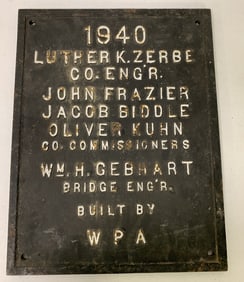 1940
LUTHER K. ZERBE
CO. ENG'R.
JOHN FRAZIER
JACOB BIDDLE
OLIVER KUHN
CO. COMMISSIONERS
WM. H. GEBHART
BRIDGE ENG'R.
BUILT BY
W P A